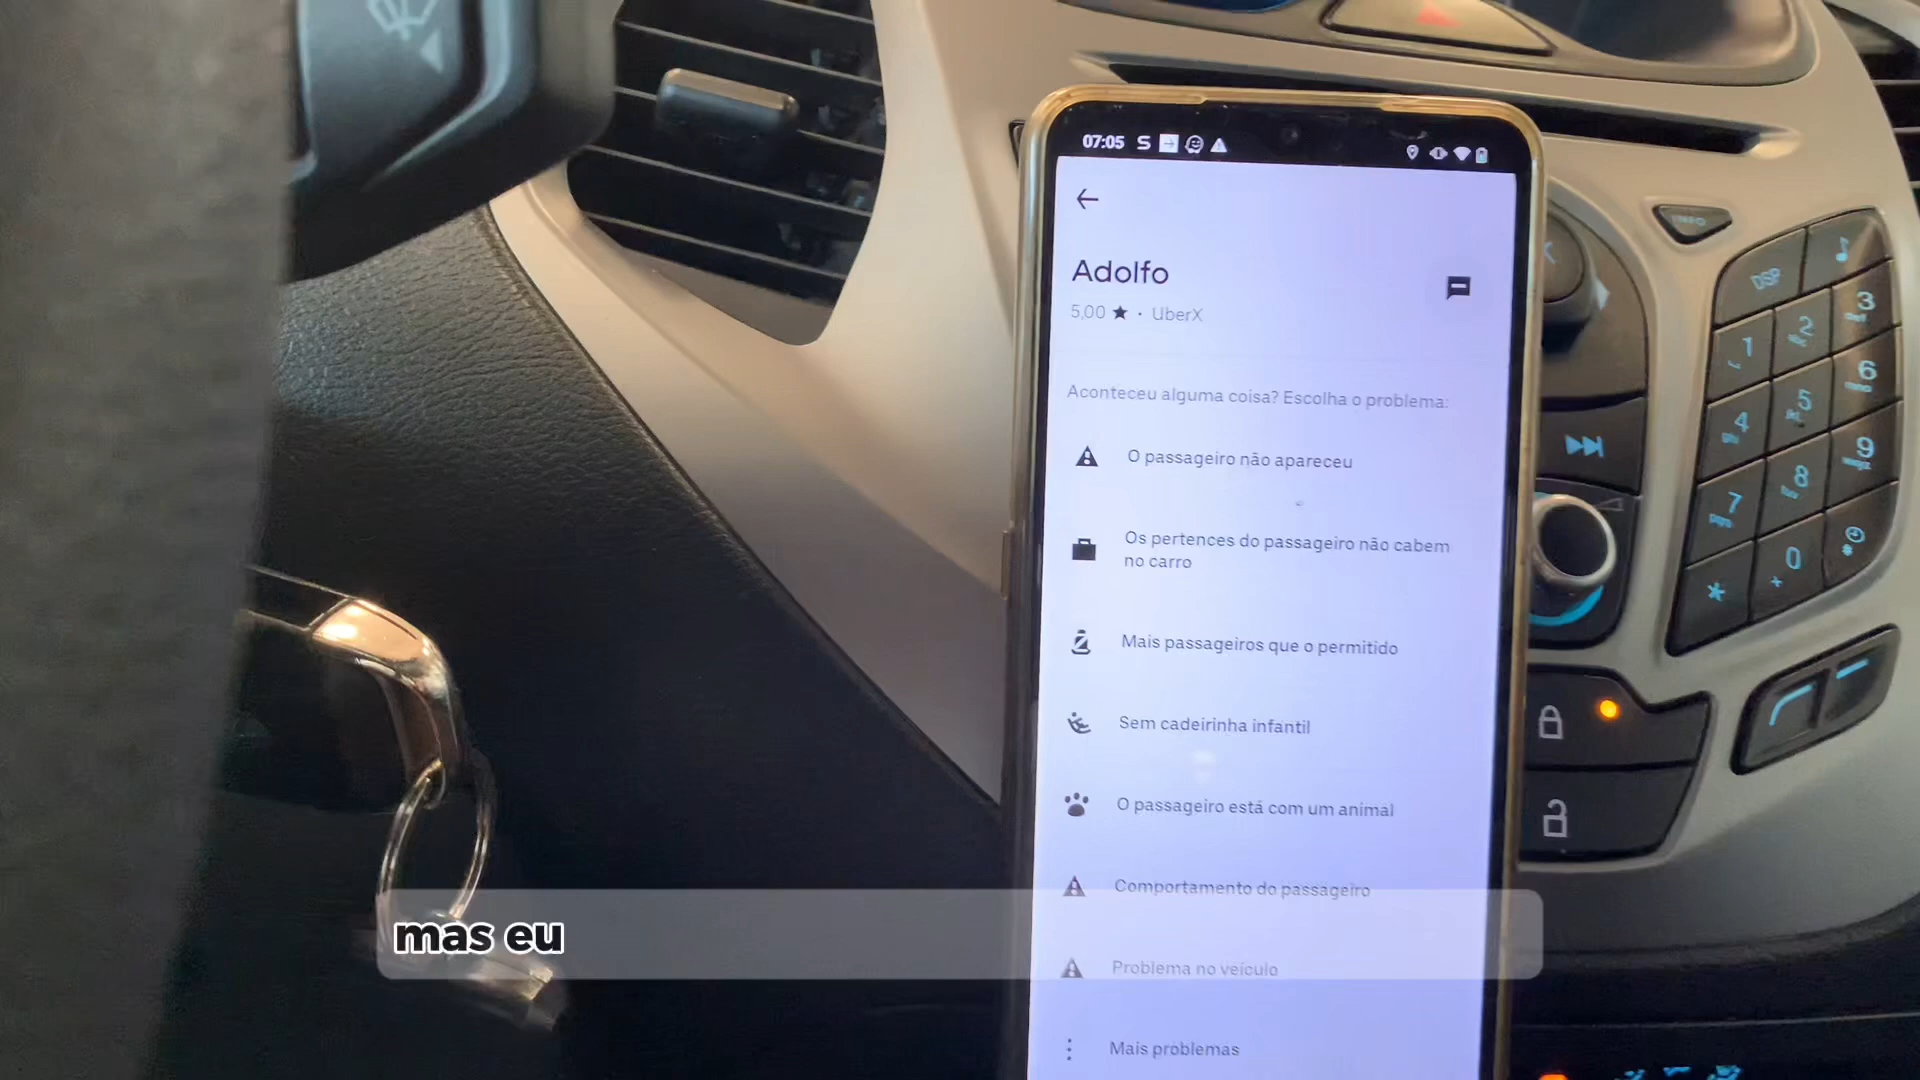 07:05
Adolfo
5,00 ★ · UberX
Aconteceu alguma coisa? Escolha o problema:
O passageiro não apareceu
Os pertences do passageiro não cabem
no carro
Mais passageiros que o permitido
Sem cadeirinha infantil
O passageiro está com um animal
Comportamento do passageiro
Problema no veículo
Mais problemas
mas eu
INFO
DSP
1
2
3
4
5
6
7
8
9
*
0
+
#